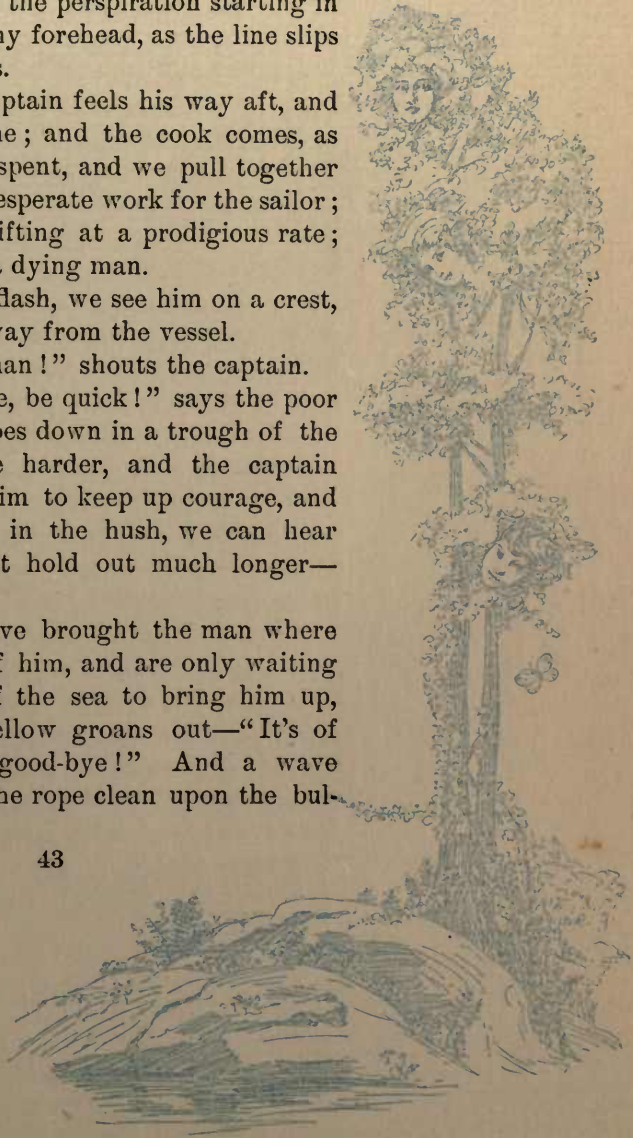 the perspiration starting in
ny forehead, as the line slips
s.
ptain feels his way aft, and
ne ; and the cook comes, as
spent, and we pull together
esperate work for the sailor ;
ifting at a prodigious rate ;
dying man.
flash, we see him on a crest,
ay from the vessel.
an ! ” shouts the captain.
e, be quick ! ” says the poor
oes down in a trough of the
e harder, and the captain
im to keep up courage, and
in the hush, we can hear
t hold out much longer—
ve brought the man where
f him, and are only waiting
f the sea to bring him up,
ellow groans out—“ It's of
good-bye ! ” And a wave
he rope clean upon the bul-
43